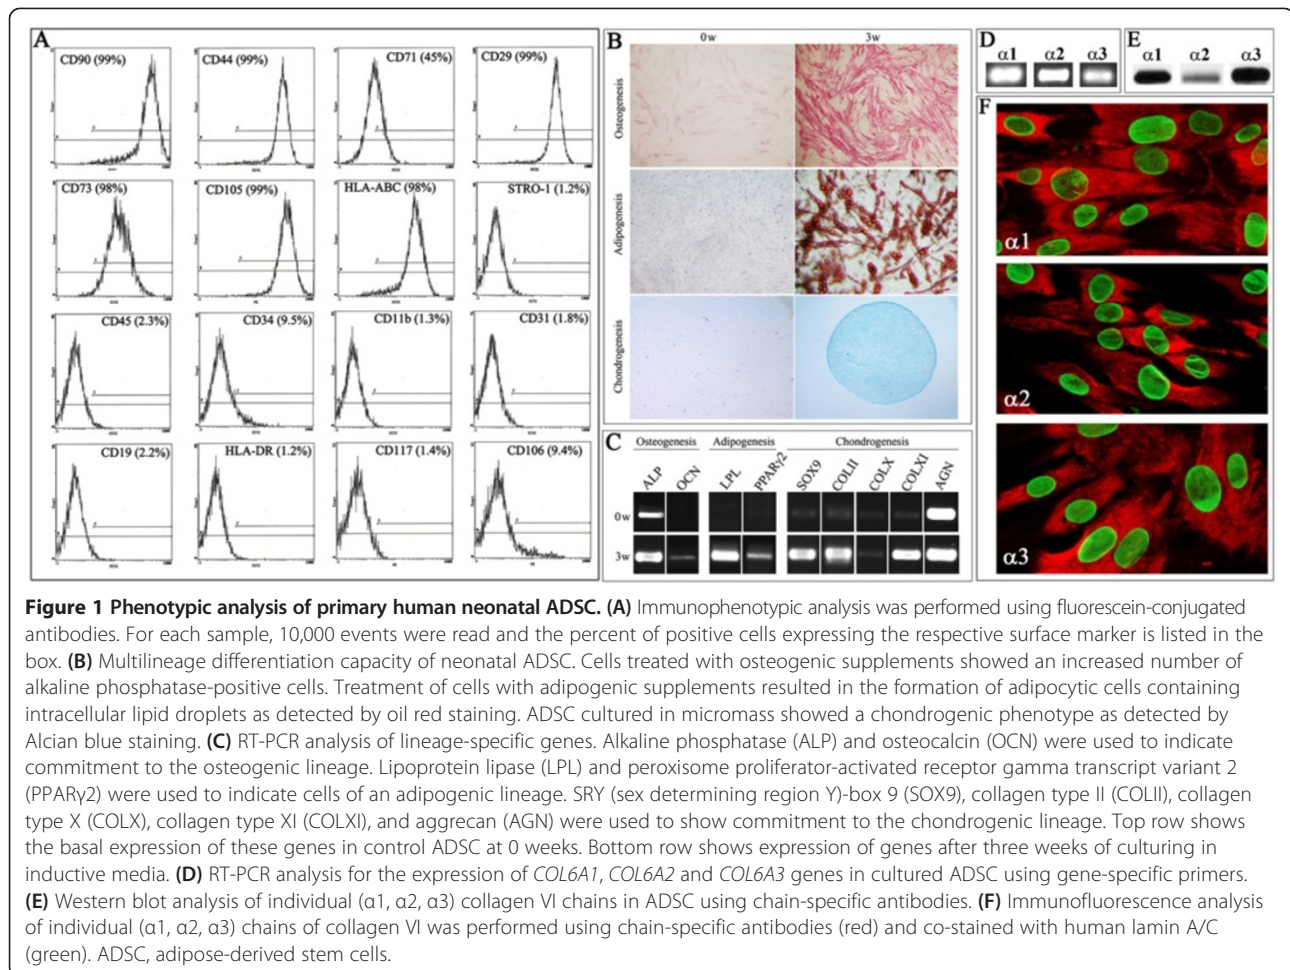 A
CD90 (99%)
CD44 (99%)
CD71 (45%)
CD29 (99%)
CD73 (98%)
CD105 (99%)
HLA-ABC (98%)
STRO-1 (1.2%)
CD45 (2.3%)
CD34 (9.5%)
CD11b (1.3%)
CD31 (1.8%)
CD19 (2.2%)
HLA-DR (1.2%)
CD117 (1.4%)
CD106 (9.4%)
B
0w
3w
Osteogenesis
Adipogenesis
Chondrogenesis
C
Osteogenesis
Adipogenesis
Chondrogenesis
ALP
OCN
LPL
PPARγ2
SOX9
COLII
COLX
COLXI
AGN
0w
3w
D
α1 α2 α3
E
α1 α2 α3
F
α1
α2
α3
Figure 1 Phenotypic analysis of primary human neonatal ADSC. (A) Immunophenotypic analysis was performed using fluorescein-conjugated
antibodies. For each sample, 10,000 events were read and the percent of positive cells expressing the respective surface marker is listed in the
box. (B) Multilineage differentiation capacity of neonatal ADSC. Cells treated with osteogenic supplements showed an increased number of
alkaline phosphatase-positive cells. Treatment of cells with adipogenic supplements resulted in the formation of adipocytic cells containing
intracellular lipid droplets as detected by oil red staining. ADSC cultured in micromass showed a chondrogenic phenotype as detected by
Alcian blue staining. (C) RT-PCR analysis of lineage-specific genes. Alkaline phosphatase (ALP) and osteocalcin (OCN) were used to indicate
commitment to the osteogenic lineage. Lipoprotein lipase (LPL) and peroxisome proliferator-activated receptor gamma transcript variant 2
(PPARγ2) were used to indicate cells of an adipogenic lineage. SRY (sex determining region Y)-box 9 (SOX9), collagen type II (COLII), collagen
type X (COLX), collagen type XI (COLXI), and aggrecan (AGN) were used to show commitment to the chondrogenic lineage. Top row shows
the basal expression of these genes in control ADSC at 0 weeks. Bottom row shows expression of genes after three weeks of culturing in
inductive media. (D) RT-PCR analysis for the expression of COL6A1, COL6A2 and COL6A3 genes in cultured ADSC using gene-specific primers.
(E) Western blot analysis of individual (α1, α2, α3) collagen VI chains in ADSC using chain-specific antibodies. (F) Immunofluorescence analysis
of individual (α1, α2, α3) chains of collagen VI was performed using chain-specific antibodies (red) and co-stained with human lamin A/C
(green). ADSC, adipose-derived stem cells.